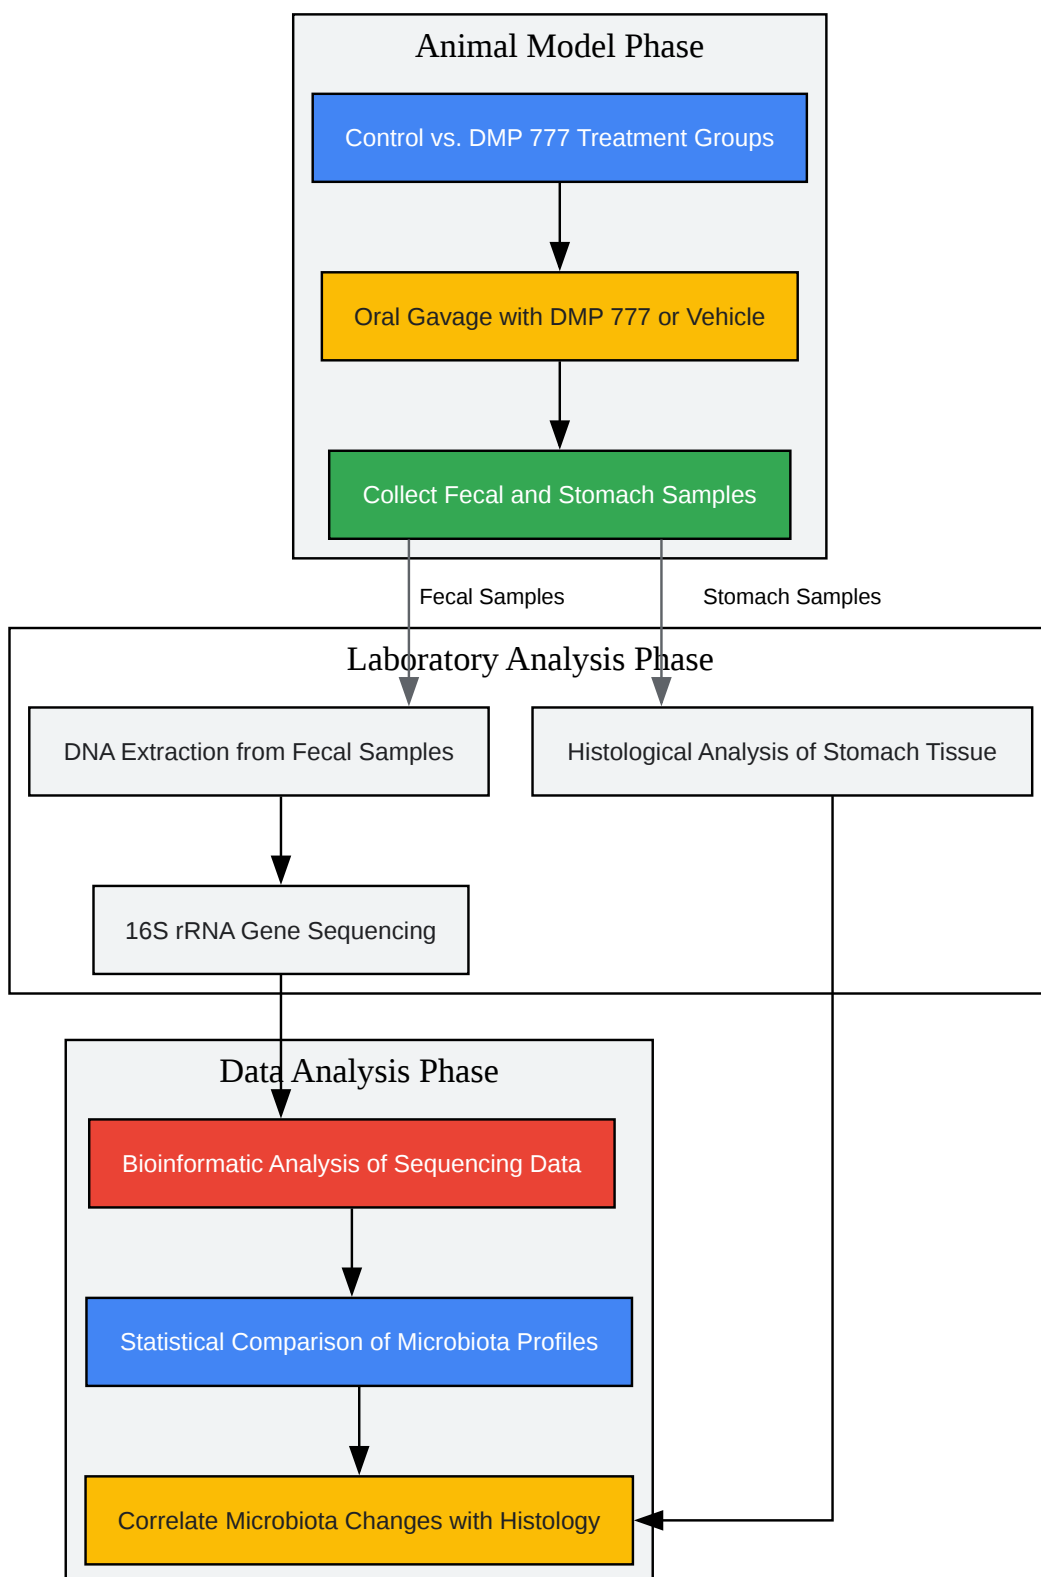 Animal Model Phase
Control vs. DMP 777 Treatment Groups
Oral Gavage with DMP 777 or Vehicle
Collect Fecal and Stomach Samples
Fecal Samples
Stomach Samples
Laboratory Analysis Phase
DNA Extraction from Fecal Samples
Histological Analysis of Stomach Tissue
16S rRNA Gene Sequencing
Data Analysis Phase
Bioinformatic Analysis of Sequencing Data
Statistical Comparison of Microbiota Profiles
Correlate Microbiota Changes with Histology